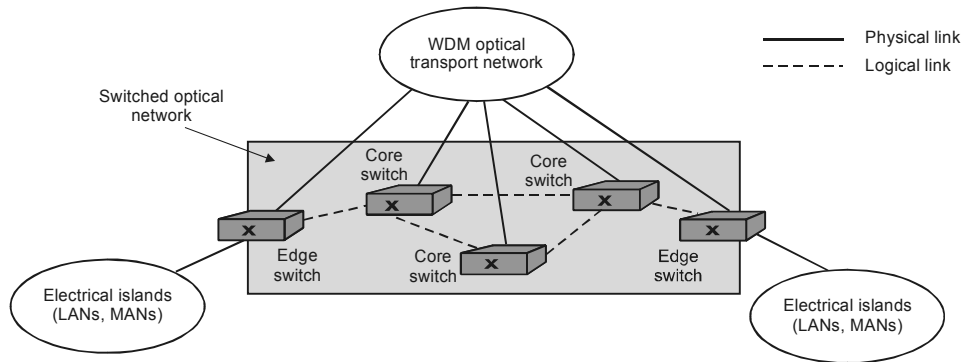 WDM optical
transport network
Physical link
Logical link
Switched optical
network
Core
switch
Core
switch
X
X
X
X
X
Edge
switch
Core
switch
Edge
switch
Electrical islands
(LANs, MANs)
Electrical islands
(LANs, MANs)